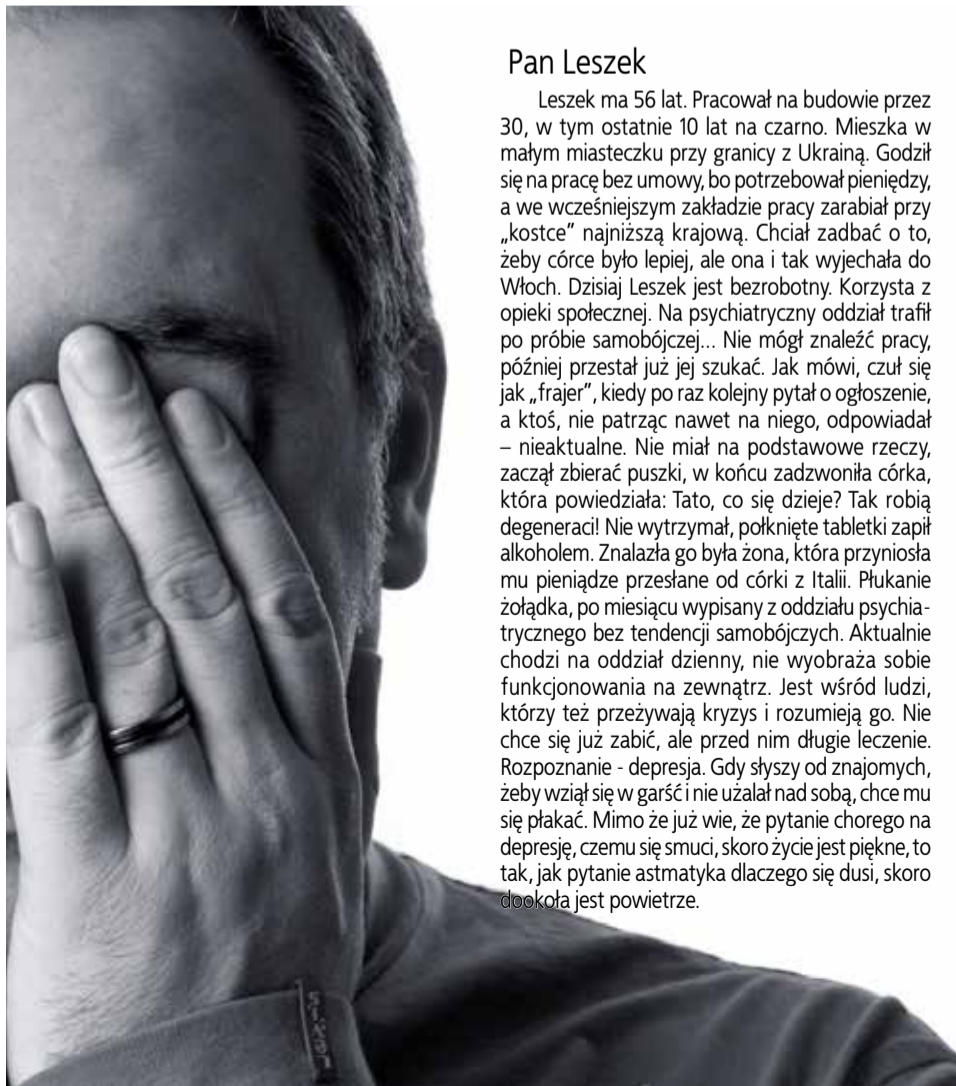 Pan Leszek
Leszek ma 56 lat. Pracował na budowie przez
30, w tym ostatnie 10 lat na czarno. Mieszka w
małym miasteczku przy granicy z Ukrainą. Godził
się na pracę bez umowy, bo potrzebował pieniędzy,
a we wcześniejszym zakładzie pracy zarabiał przy
„kostce” najniższą krajową. Chciał zadbać o to,
żeby córce było lepiej, ale ona i tak wyjechała do
Włoch. Dzisiaj Leszek jest bezrobotny. Korzysta z
opieki społecznej. Na psychiatryczny oddział trafił
po próbie samobójczej... Nie mógł znaleźć pracy,
później przestał już jej szukać. Jak mówi, czuł się
jak „frajer”, kiedy po raz kolejny pytał o ogłoszenie,
a ktoś, nie patrząc nawet na niego, odpowiadał
– nieaktualne. Nie miał na podstawowe rzeczy,
zaczął zbierać puszki, w końcu zadzwoniła córka,
która powiedziała: Tato, co się dzieje? Tak robią
degeneraci! Nie wytrzymał, połknięte tabletki zapił
alkoholem. Znalazła go była żona, która przyniosła
mu pieniądze przesłane od córki z Italii. Płukanie
żołądka, po miesiącu wypisany z oddziału psychia-
trycznego bez tendencji samobójczych. Aktualnie
chodzi na oddział dzienny, nie wyobraża sobie
funkcjonowania na zewnątrz. Jest wśród ludzi,
którzy też przeżywają kryzys i rozumieją go. Nie
chce się już zabić, ale przed nim długie leczenie.
Rozpoznanie - depresja. Gdy słyszy od znajomych,
żeby wziął się w garść i nie użalał nad sobą, chce mu
się płakać. Mimo że już wie, że pytanie chorego na
depresję, czemu się smuci, skoro życie jest piękne, to
tak, jak pytanie astmatyka dlaczego się dusi, skoro
dookoła jest powietrze.